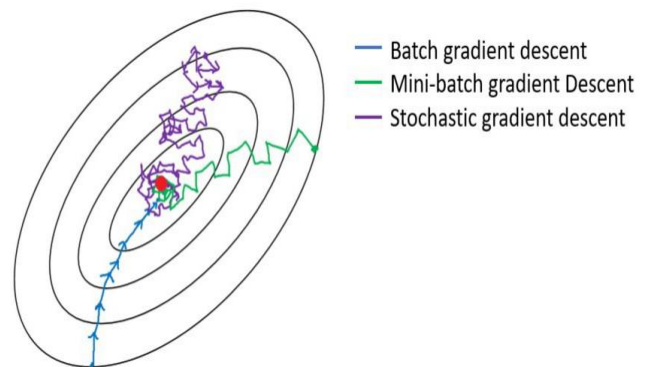 Batch gradient descent
Mini-batch gradient Descent
Stochastic gradient descent